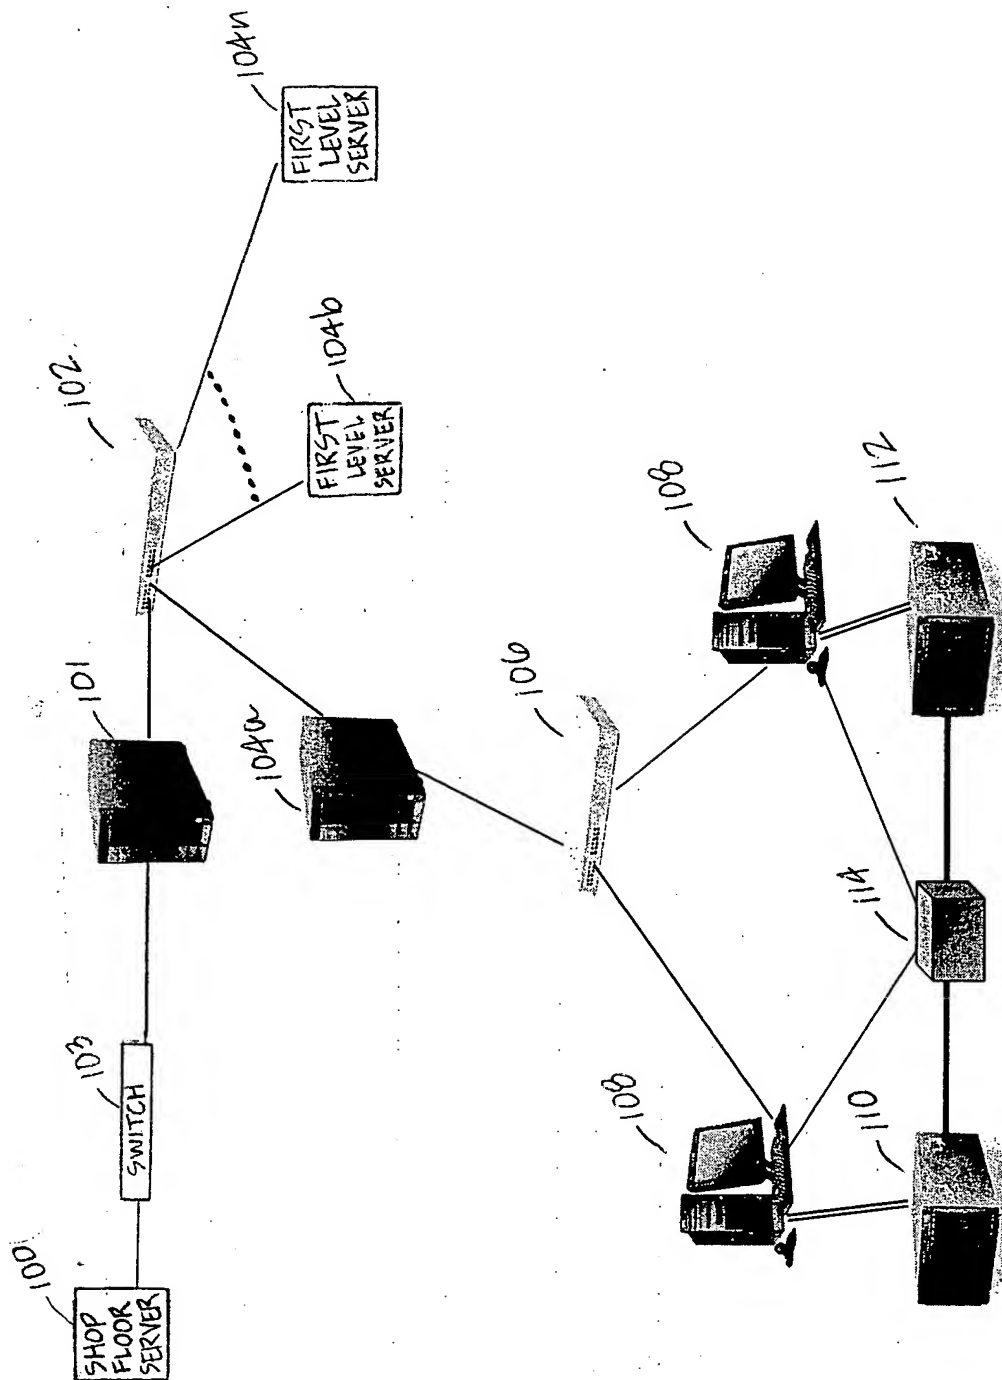 100
SHOP
FLOOR
SERVER
103
SWITCH
101
102
104a
104b
FIRST
LEVEL
SERVER
104n
FIRST
LEVEL
SERVER
106
108
108
110
114
112